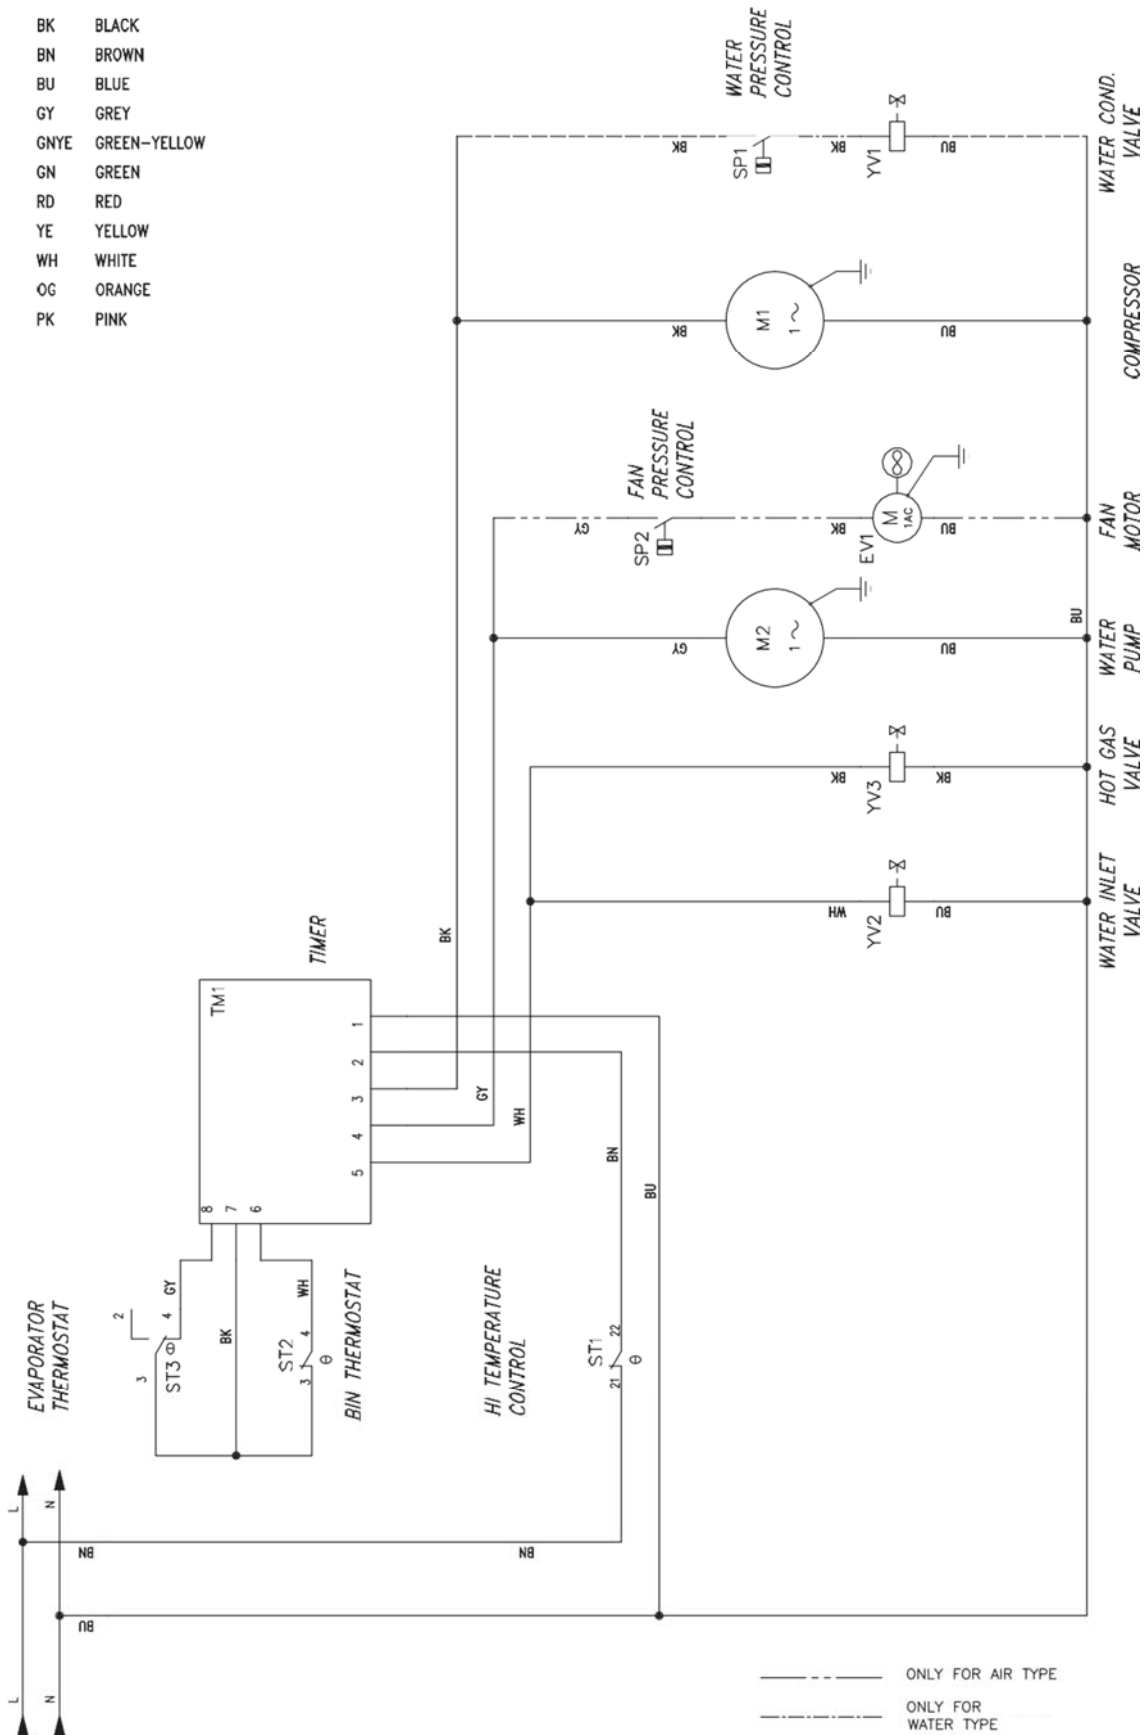 BK BLACK
BN BROWN
BU BLUE
GY GREY
GNYE GREEN-YELLOW
GN GREEN
RD RED
YE YELLOW
WH WHITE
OG ORANGE
PK PINK
WATER
PRESSURE
CONTROL
BK
SP1
BK
YV1
BU
WATER COND.
VALVE
BK
M1
1~
BU
COMPRESSOR
FAN
PRESSURE
CONTROL
GY
SP2
BK
EV1
M
1AC
BU
FAN
MOTOR
GY
M2
1~
BU
BU
WATER
PUMP
BK
YV3
BK
HOT GAS
VALVE
WH
YV2
BU
WATER INLET
VALVE
TIMER
BK
TM1
1
2
3
4
5
8
7
6
GY
WH
BN
BU
EVAPORATOR
THERMOSTAT
2
4
GY
3
ST3
θ
BK
WH
ST2
4
3
θ
BIN THERMOSTAT
HI TEMPERATURE
CONTROL
ST1
22
21
θ
L
N
BN
BN
BU
L
N
ONLY FOR AIR TYPE
ONLY FOR
WATER TYPE